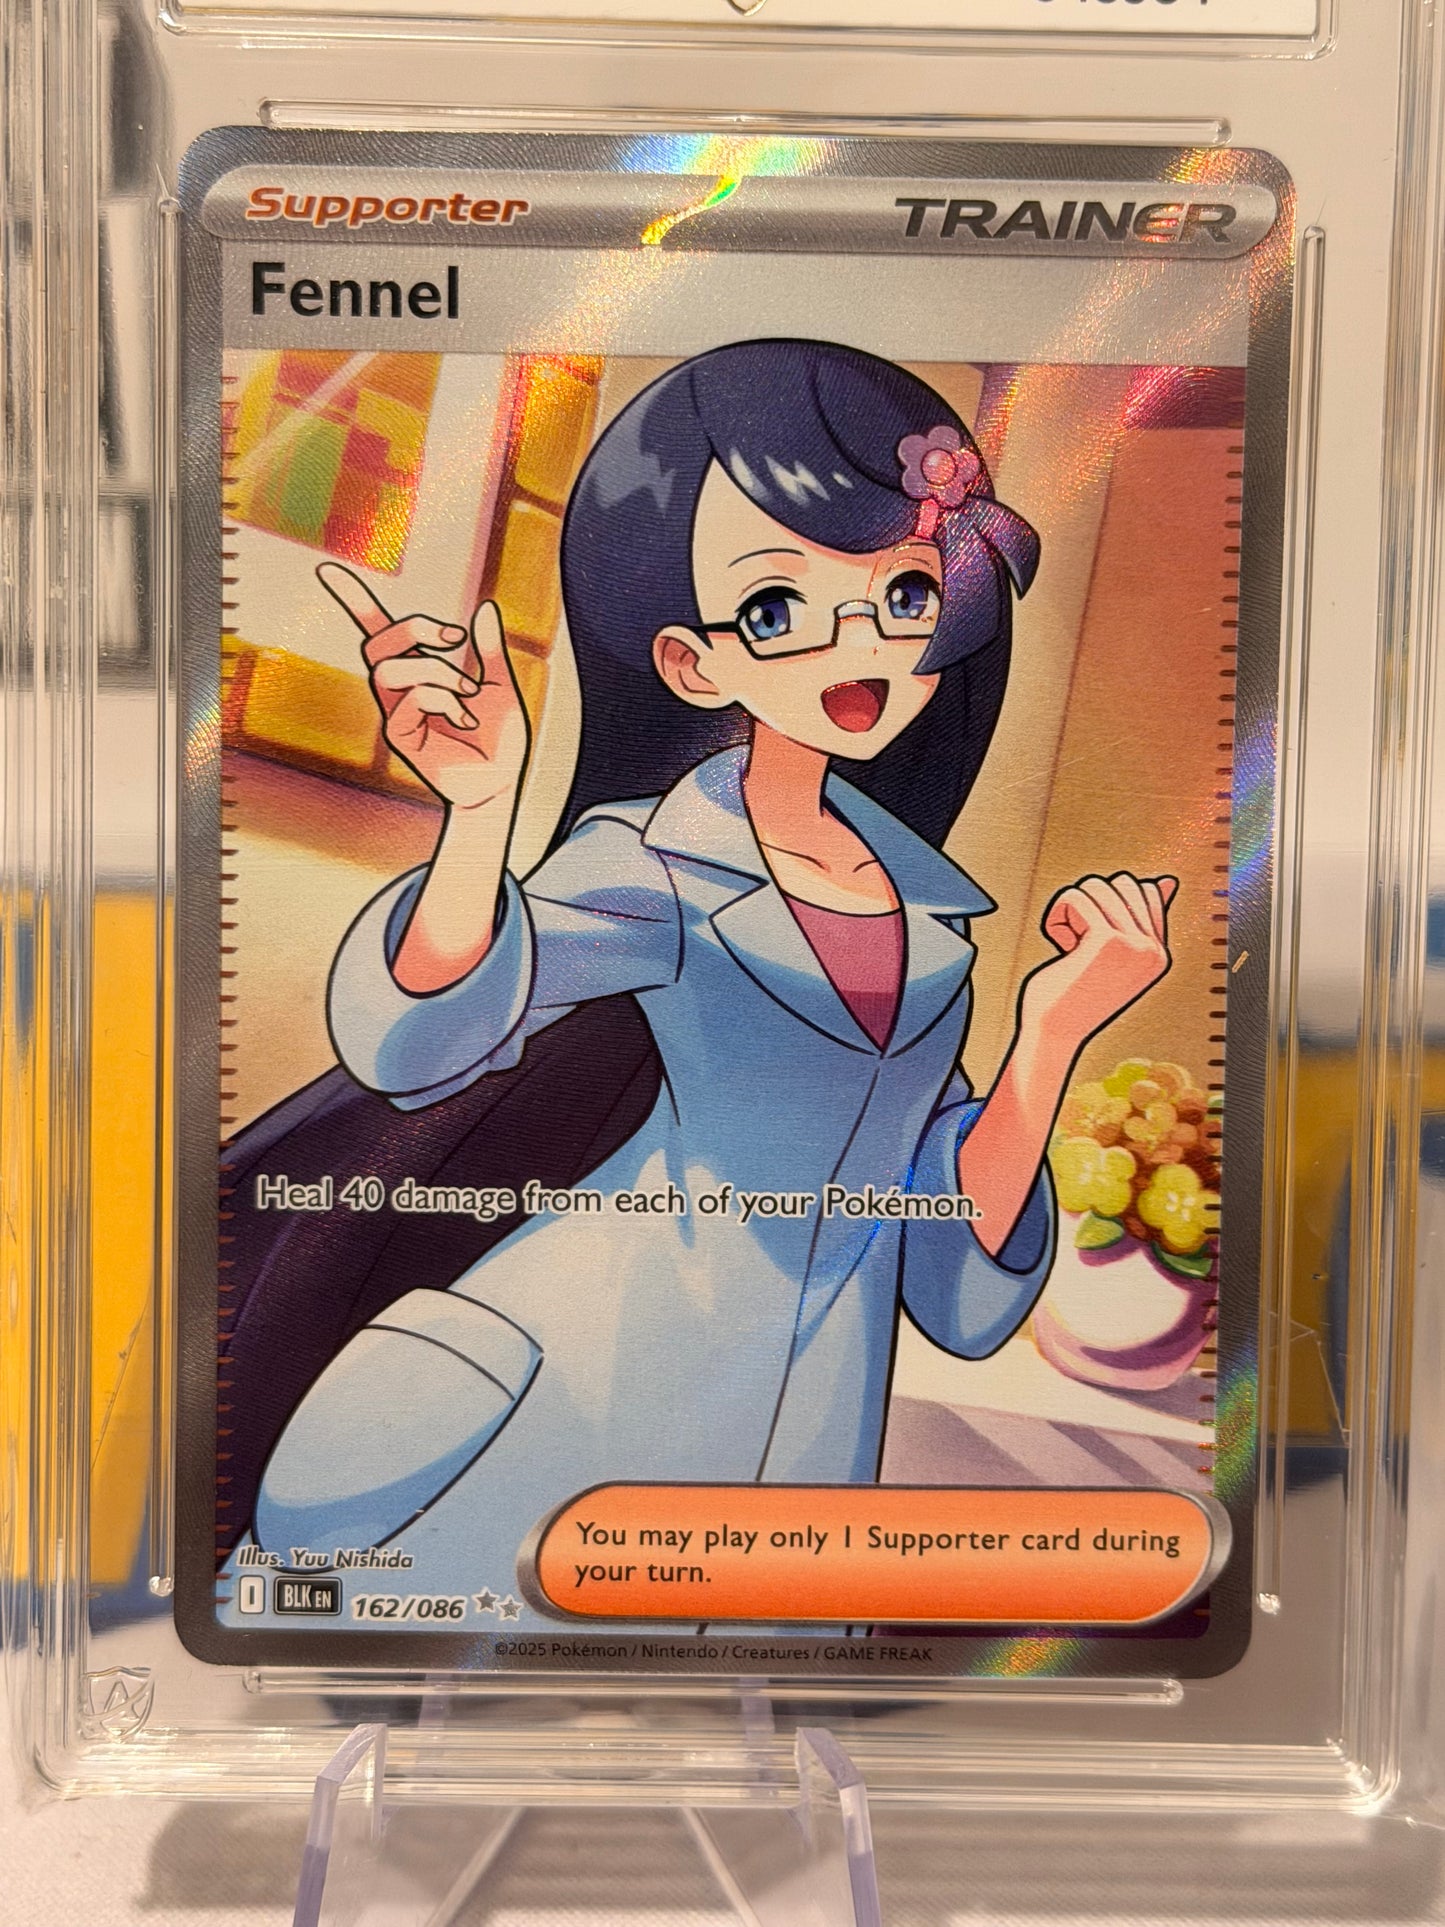 Supporter
TRAINER
Fennel
Heal 40 damage from each of your Pokémon.
You may play only 1 Supporter card during
your turn.
Illus. Yuu Nishida
I BLK EN 162/086
©2025 Pokémon / Nintendo / Creatures / GAME FREAK